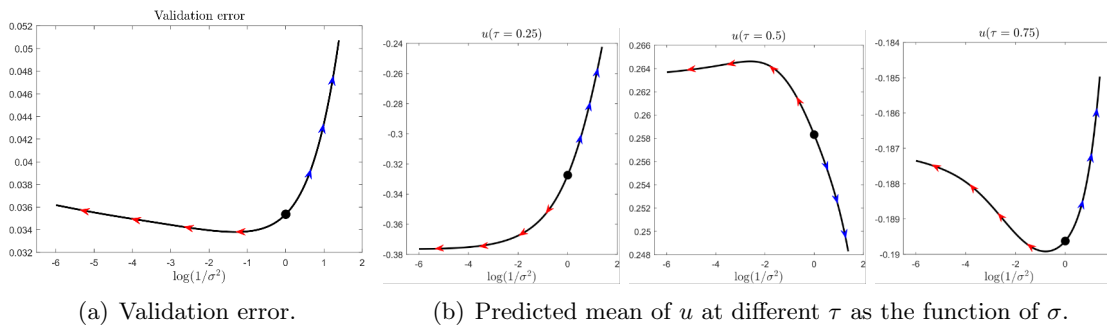 Validation error
0.052
0.05
0.048
0.046
0.044
0.042
0.04
0.038
0.036
0.034
0.032
-6 -5 -4 -3 -2 -1 0 1 2
log(1/σ²)
u(τ = 0.25)
-0.24
-0.26
-0.28
-0.3
-0.32
-0.34
-0.36
-0.38
-6 -4 -2 0 2
log(1/σ²)
u(τ = 0.5)
0.266
0.264
0.262
0.26
0.258
0.256
0.254
0.252
0.250
0.248
-6 -4 -2 0 2
log(1/σ²)
u(τ = 0.75)
-0.184
-0.185
-0.187
-0.188
-0.189
-0.19
-6 -4 -2 0
log(1/σ²)
(a) Validation error.
(b) Predicted mean of u at different τ as the function of σ.